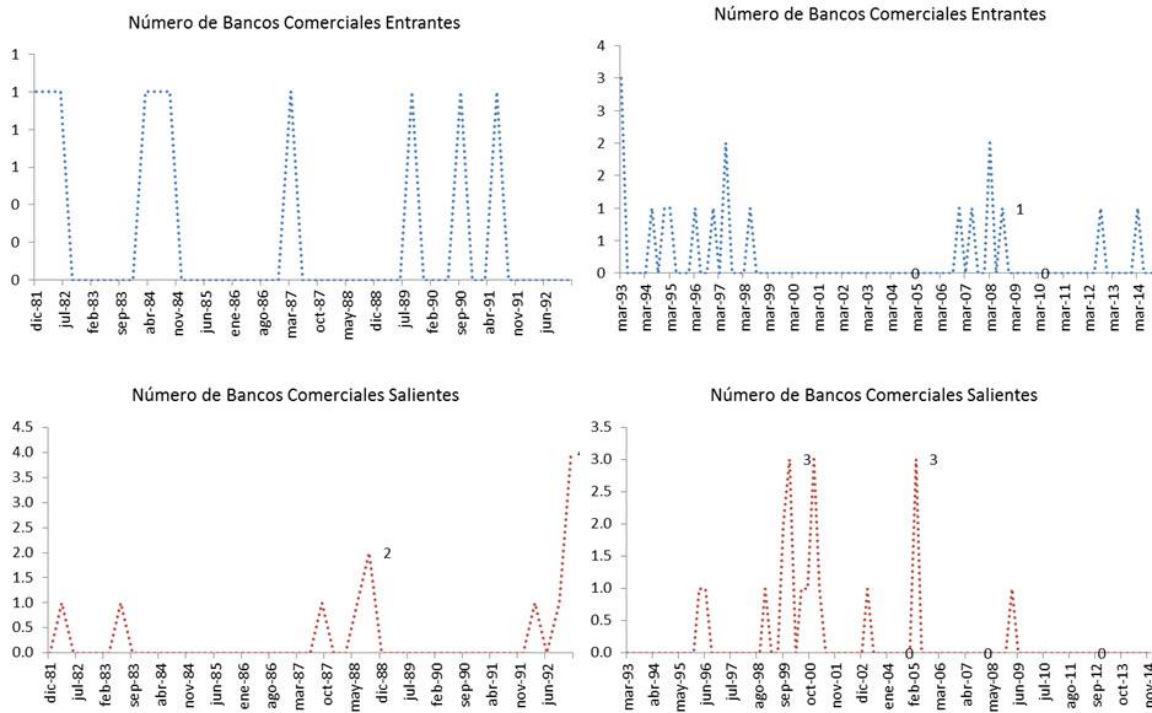 Número de Bancos Comerciales Entrantes
1
1
1
1
0
0
0
dic-81
jul-82
feb-83
sep-83
abr-84
nov-84
jun-85
ene-86
ago-86
mar-87
oct-87
may-88
dic-88
jul-89
feb-90
sep-90
abr-91
nov-91
jun-92
Número de Bancos Comerciales Entrantes
4
3
3
2
2
1
1
0
1
0
0
mar-93
mar-94
mar-95
mar-96
mar-97
mar-98
mar-99
mar-00
mar-01
mar-02
mar-03
mar-04
mar-05
mar-06
mar-07
mar-08
mar-09
mar-10
mar-11
mar-12
mar-13
mar-14
Número de Bancos Comerciales Salientes
4.5
4.0
3.5
3.0
2.5
2.0
1.5
1.0
0.5
0.0
2
dic-81
jul-82
feb-83
sep-83
abr-84
nov-84
jun-85
ene-86
ago-86
mar-87
oct-87
may-88
dic-88
jul-89
feb-90
sep-90
abr-91
nov-91
jun-92
Número de Bancos Comerciales Salientes
3.5
3.0
2.5
2.0
1.5
1.0
0.5
0.0
3
3
0
0
0
mar-93
abr-94
may-95
jun-96
jul-97
ago-98
sep-99
oct-00
nov-01
dic-02
ene-04
feb-05
mar-06
abr-07
may-08
jun-09
jul-10
ago-11
sep-12
oct-13
nov-14